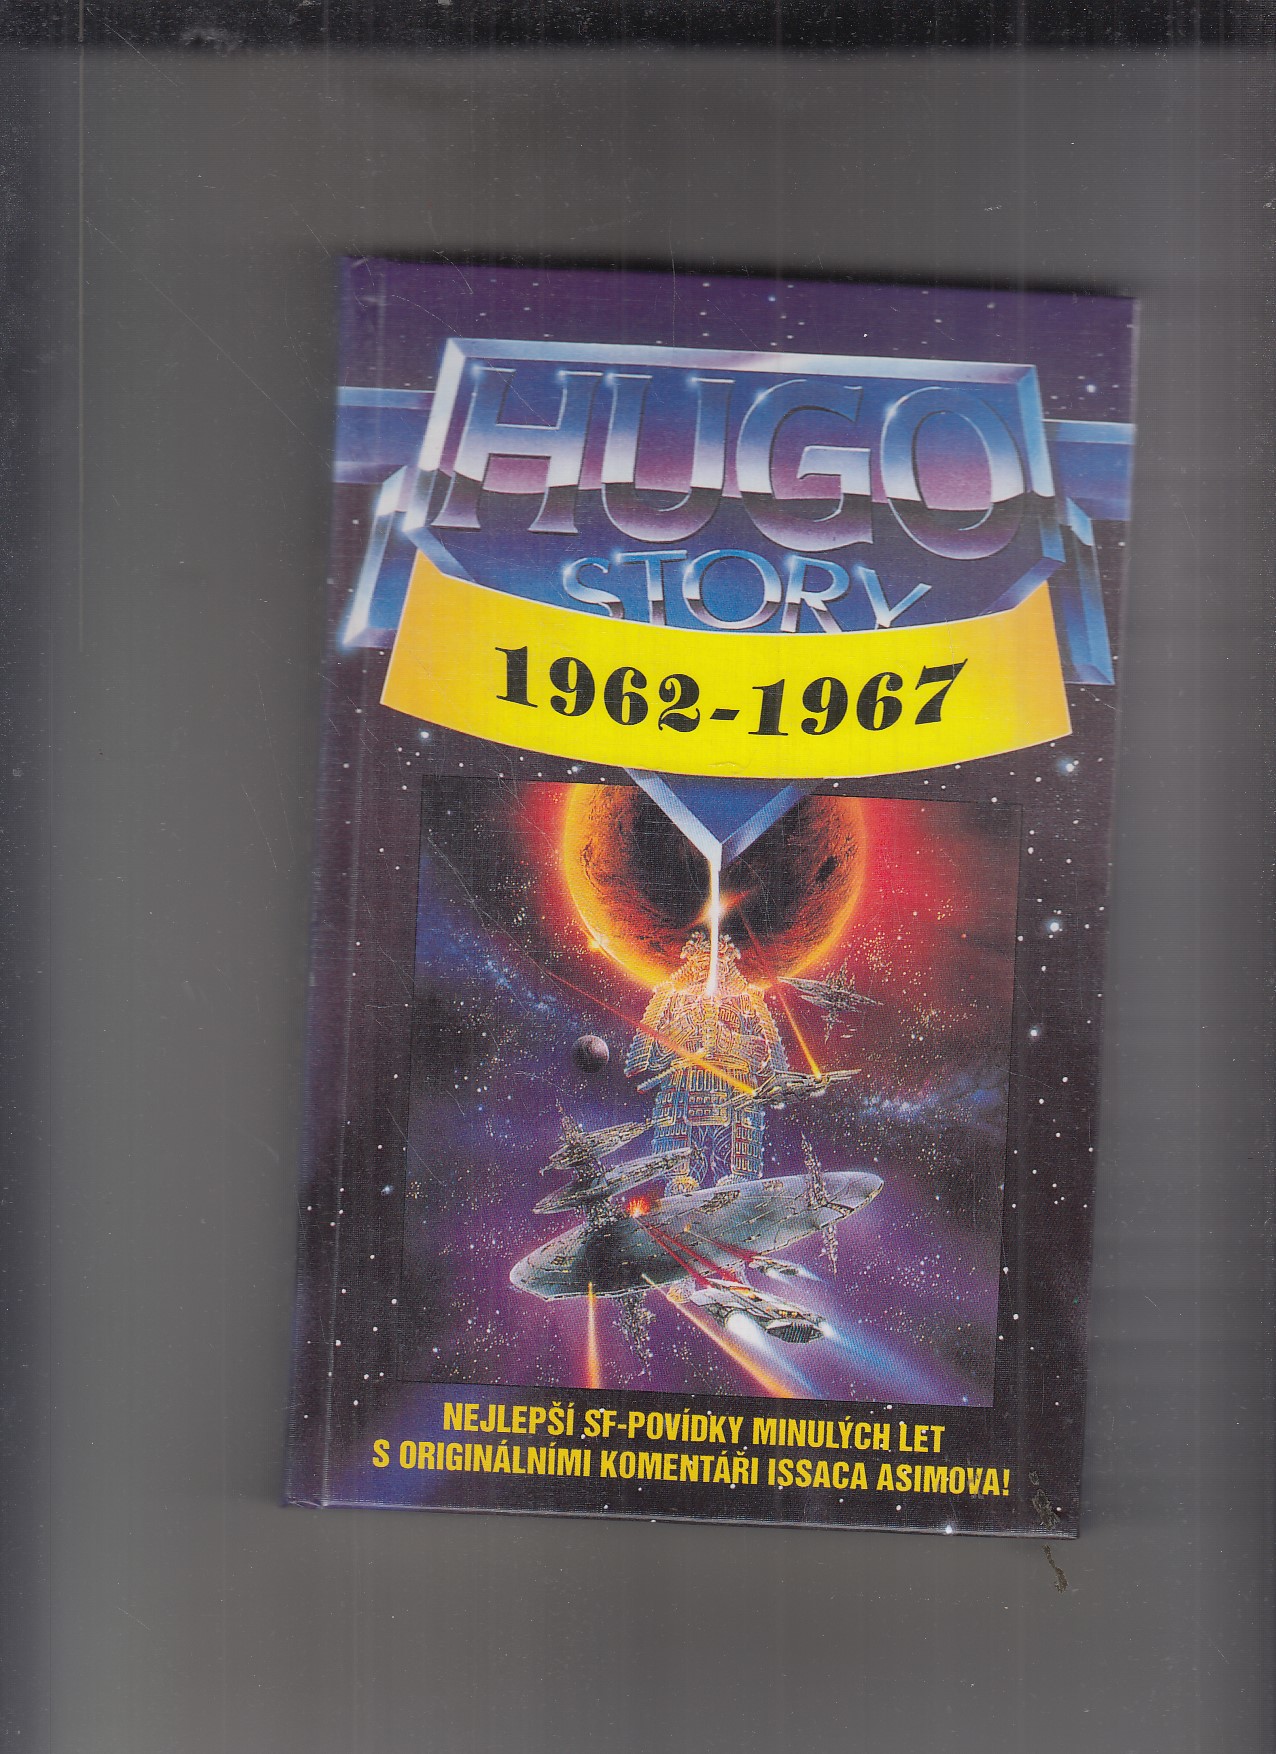 HUGO
STORY
1962-1967
NEJLEPŠÍ SF-POVÍDKY MINULÝCH LET
S ORIGINÁLNÍMI KOMENTÁŘI ISSACA ASIMOVA!